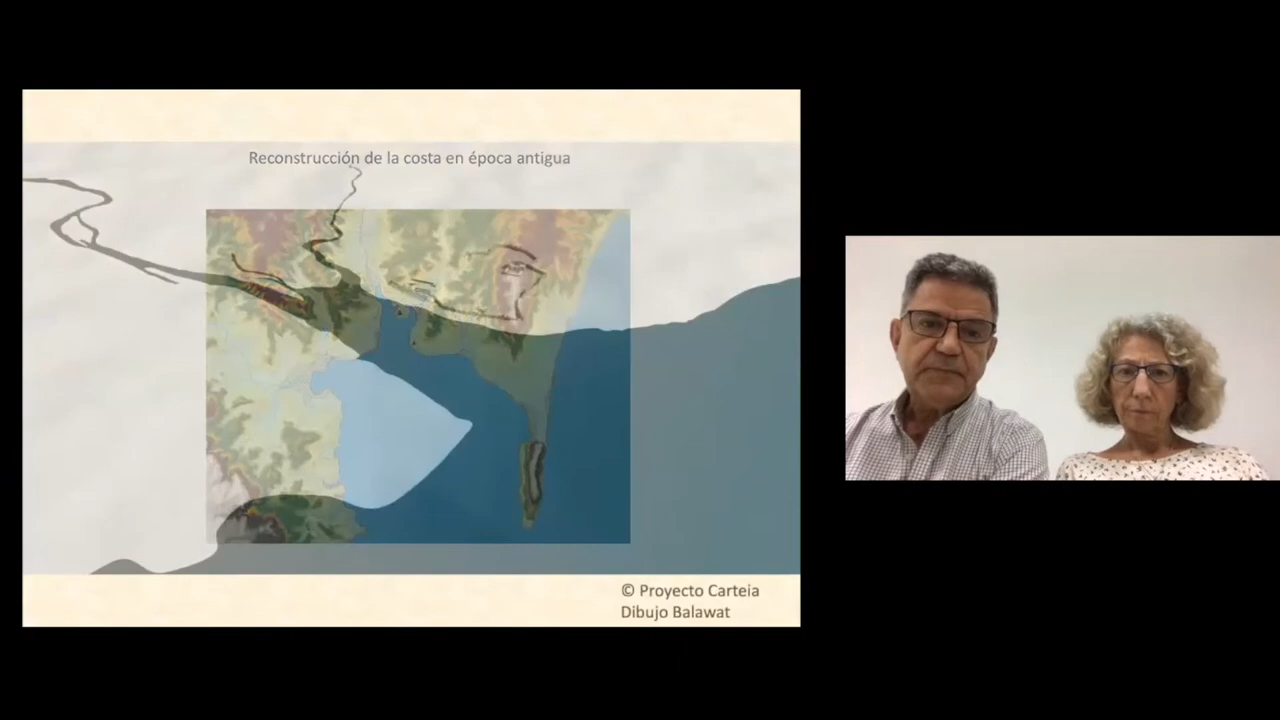 Reconstrucción de la costa en época antigua
© Proyecto Carteia
Dibujo Balawat